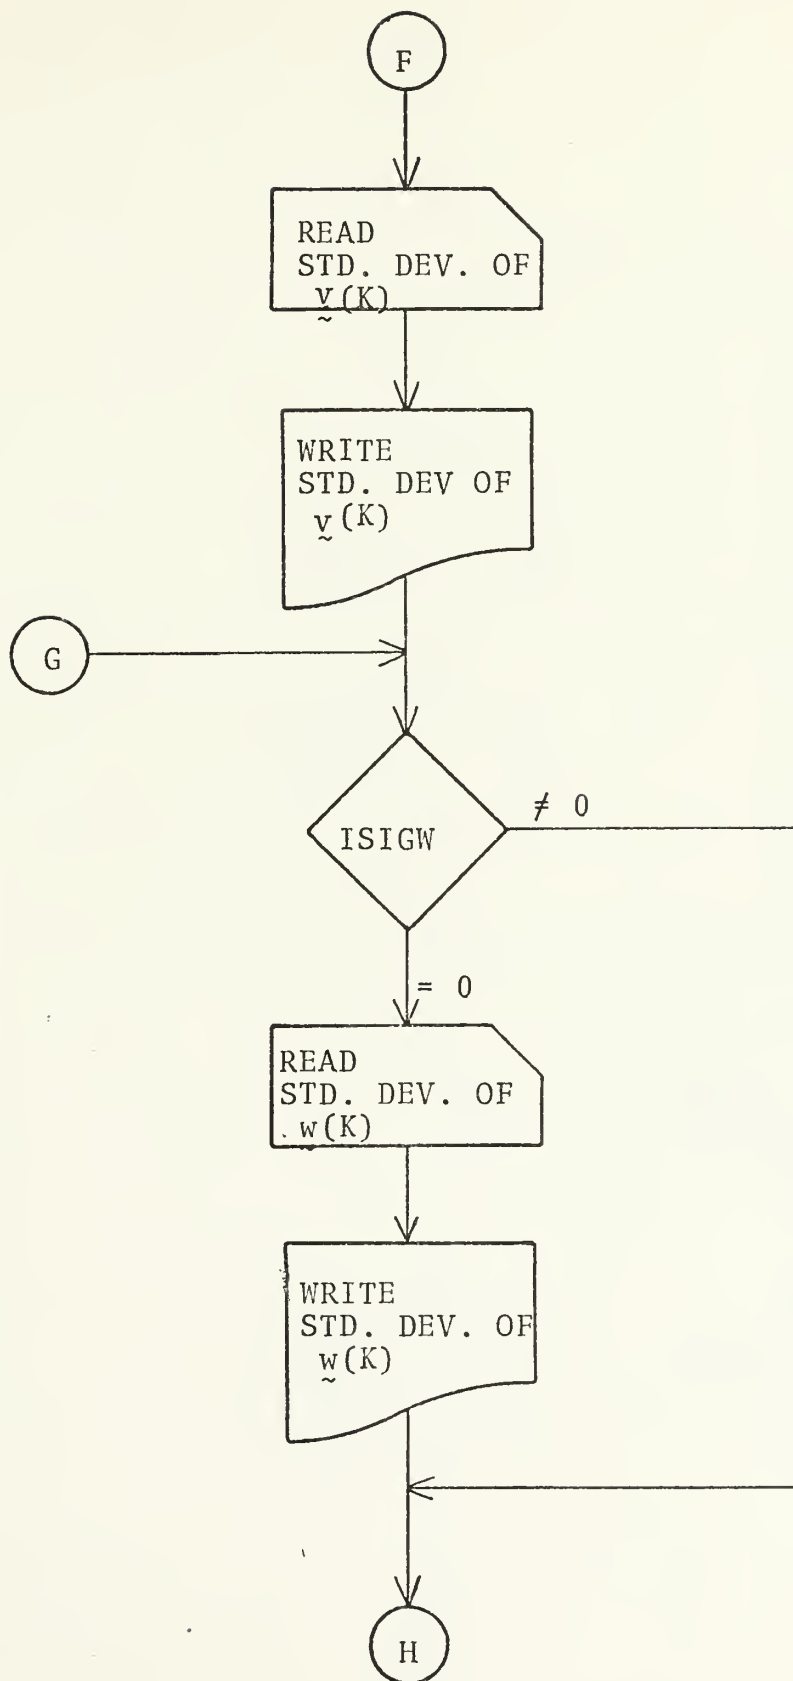 F
READ
STD. DEV. OF
v(K)
WRITE
STD. DEV OF
v(K)
G
ISIGW
≠ 0
= 0
READ
STD. DEV. OF
w(K)
WRITE
STD. DEV. OF
w(K)
H